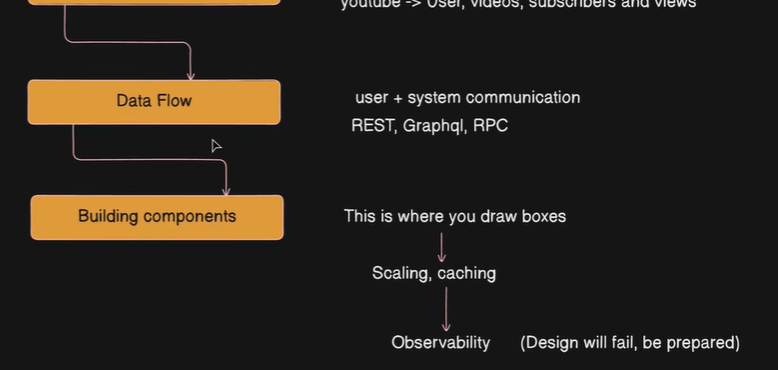 youtube -> User, videos, subscribers and views
Data Flow
user + system communication
REST, Graphql, RPC
Building components
This is where you draw boxes
Scaling, caching
Observability (Design will fail, be prepared)